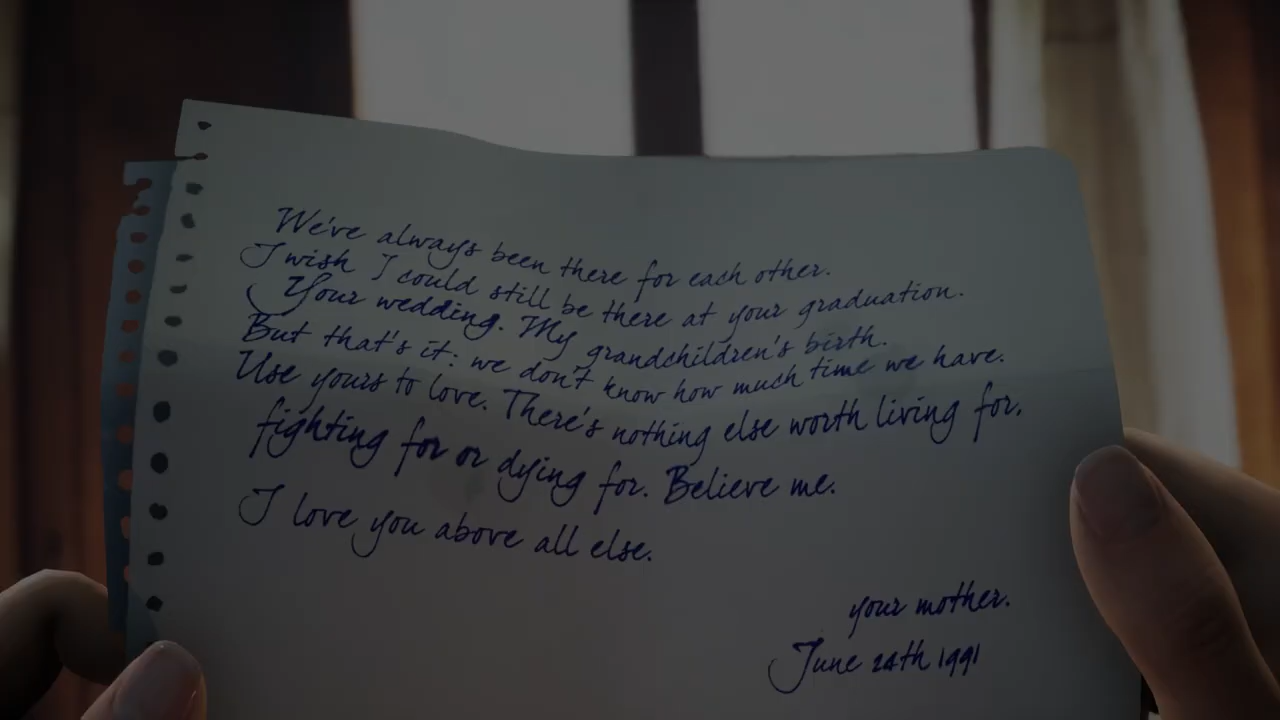 We've always been there for each other.
I wish I could still be there at your graduation.
Your wedding. My grandchildren's birth.
But that's it: we don't know how much time we have.
Use yours to love. There's nothing else worth living for,
fighting for or dying for. Believe me.
I love you above all else.
your mother.
June 24th 1991